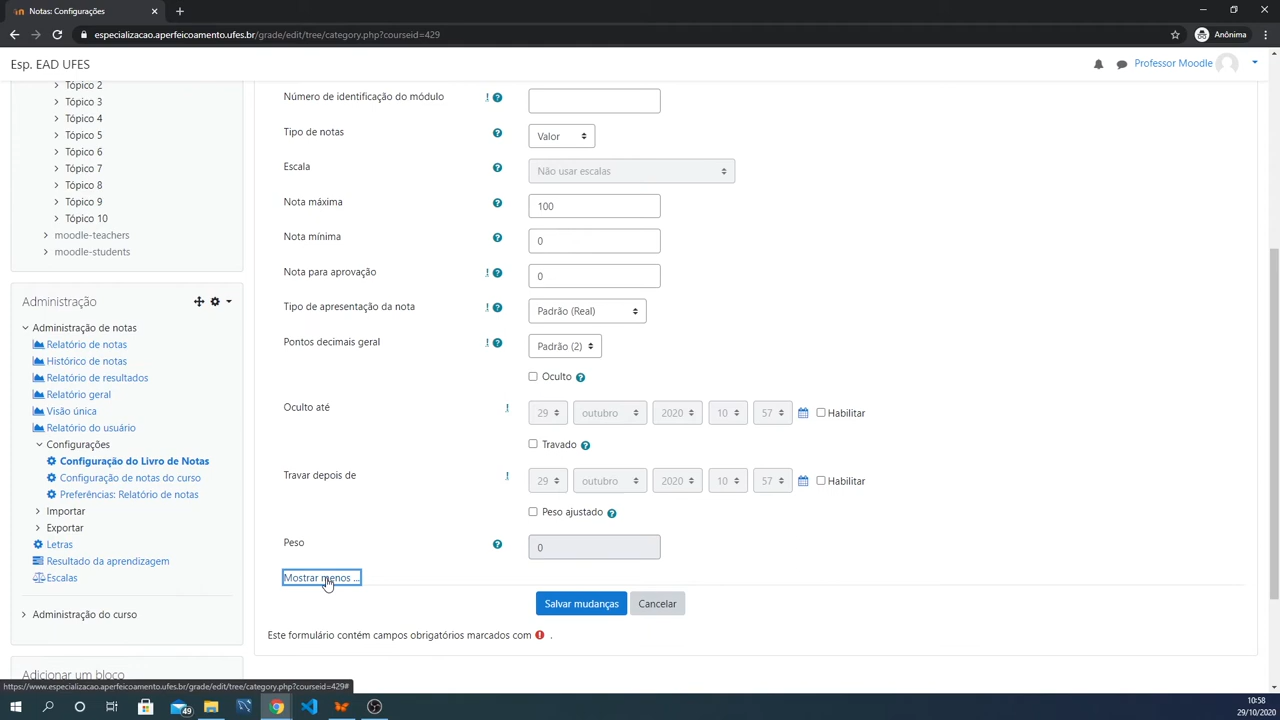 Notas: Configurações
especializacao.aperfeicoamento.ufes.br/grade/edit/tree/category.php?courseid=429
Anônima
Esp. EAD UFES
Professor Moodle
Tópico 2
Tópico 3
Tópico 4
Tópico 5
Tópico 6
Tópico 7
Tópico 8
Tópico 9
Tópico 10
moodle-teachers
moodle-students
Administração
Administração de notas
Relatório de notas
Histórico de notas
Relatório de resultados
Relatório geral
Visão única
Relatório do usuário
Configurações
Configuração do Livro de Notas
Configuração de notas do curso
Preferências: Relatório de notas
Importar
Exportar
Letras
Resultado da aprendizagem
Escalas
Administração do curso
Adicionar um bloco
Número de identificação do módulo
Tipo de notas Valor
Escala Não usar escalas
Nota máxima 100
Nota mínima 0
Nota para aprovação 0
Tipo de apresentação da nota Padrão (Real)
Pontos decimais geral Padrão (2)
Oculto
Oculto até 29 outubro 2020 10 57 Habilitar
Travado
Travar depois de 29 outubro 2020 10 57 Habilitar
Peso ajustado
Peso 0
Mostrar menos ...
Salvar mudanças Cancelar
Este formulário contém campos obrigatórios marcados com .
https://www.especializacao.aperfeicoamento.ufes.br/grade/edit/tree/category.php?courseid=429#
49
10:58
29/10/2020